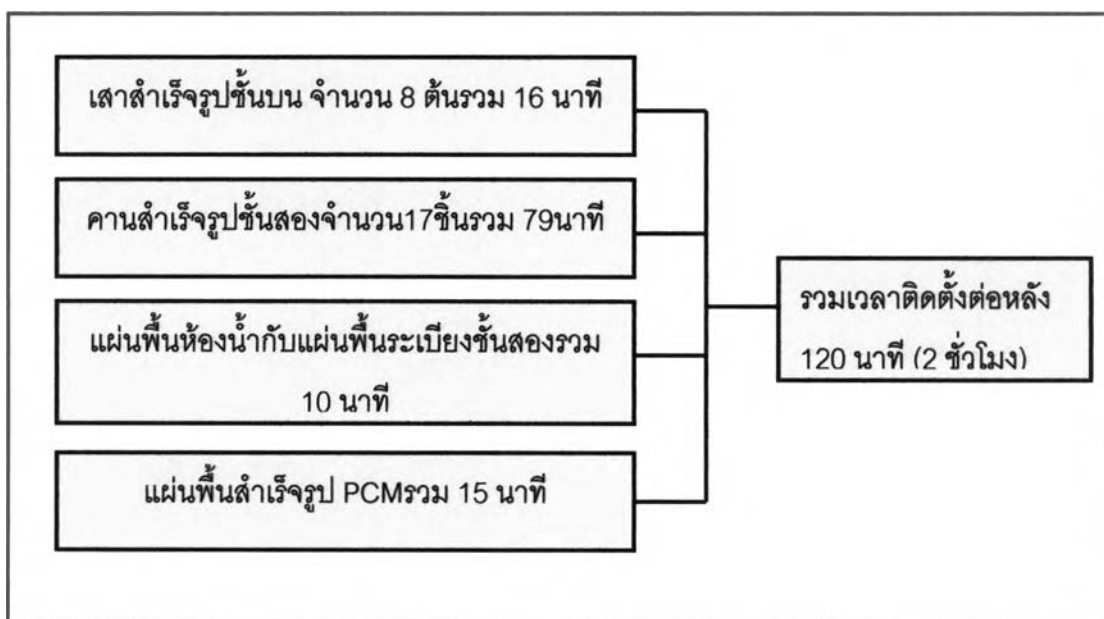 เสาสำเร็จรูปชั้นบน จำนวน 8 ต้นรวม 16 นาที
คานสำเร็จรูปชั้นสองจำนวน17ชิ้นรวม 79นาที
แผ่นพื้นห้องน้ำกับแผ่นพื้นระเบียงชั้นสองรวม
10 นาที
แผ่นพื้นสำเร็จรูป PCMรวม 15 นาที
รวมเวลาติดตั้งต่อหลัง
120 นาที (2 ชั่วโมง)